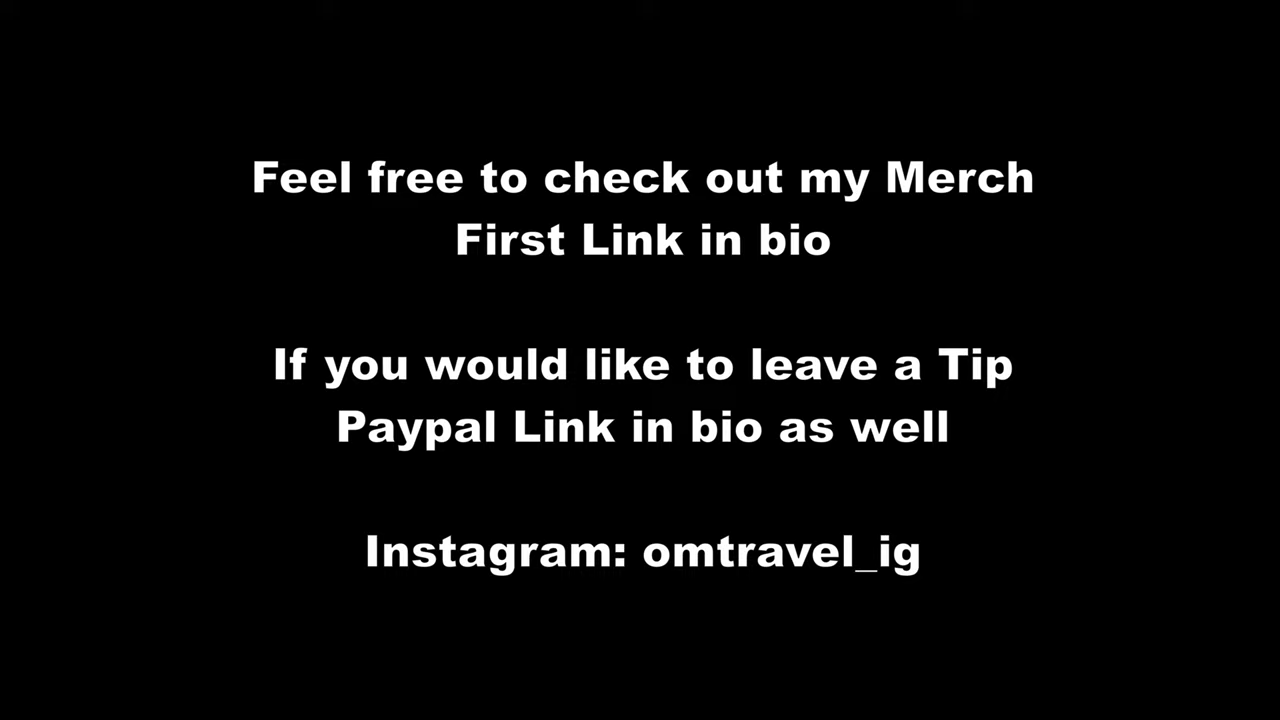 Feel free to check out my Merch
First Link in bio
If you would like to leave a Tip
Paypal Link in bio as well
Instagram: omtravel_ig